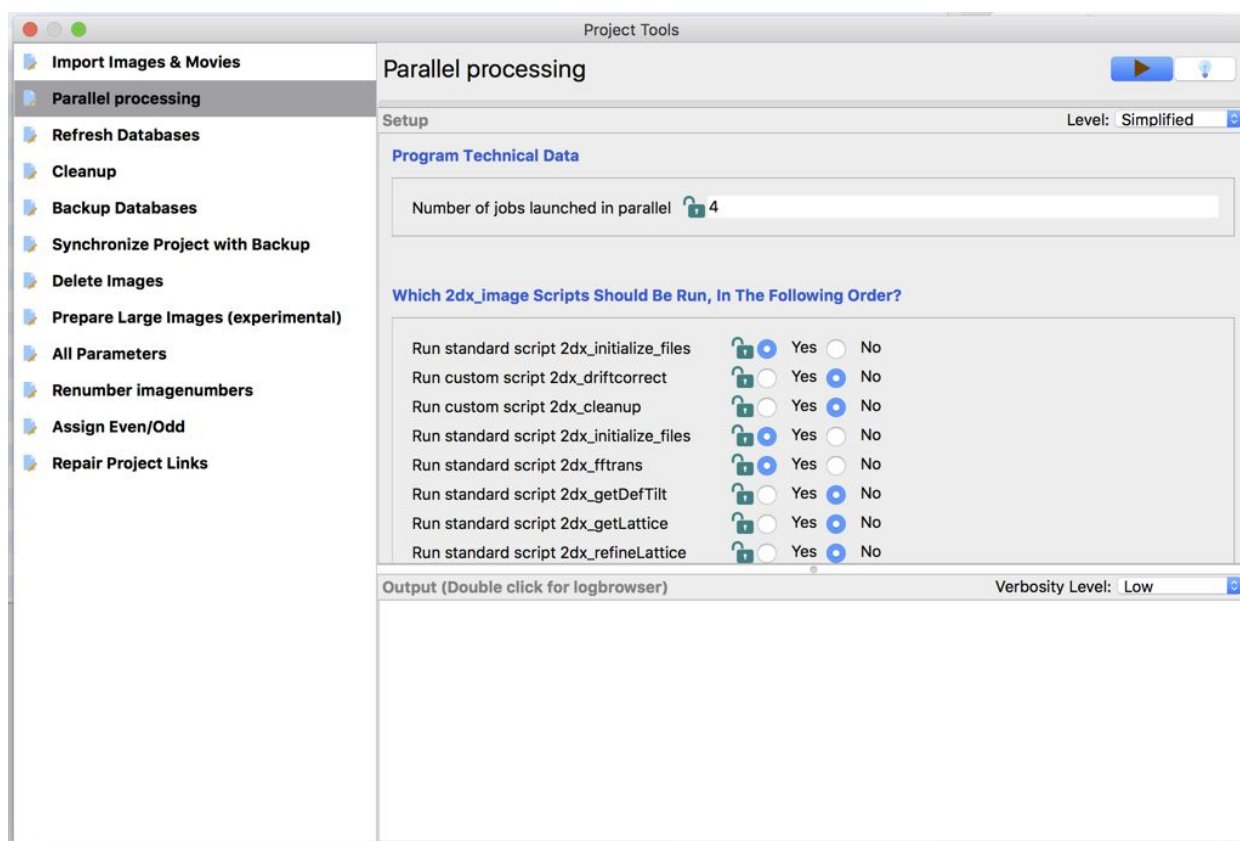 Project Tools
Import Images & Movies
Parallel processing
Refresh Databases
Cleanup
Backup Databases
Synchronize Project with Backup
Delete Images
Prepare Large Images (experimental)
All Parameters
Renumber imagenumbers
Assign Even/Odd
Repair Project Links
Parallel processing
Setup Level: Simplified
Program Technical Data
Number of jobs launched in parallel 4
Which 2dx_image Scripts Should Be Run, In The Following Order?
Run standard script 2dx_initialize_files Yes No
Run custom script 2dx_driftcorrect Yes No
Run custom script 2dx_cleanup Yes No
Run standard script 2dx_initialize_files Yes No
Run standard script 2dx_fftrans Yes No
Run standard script 2dx_getDefTilt Yes No
Run standard script 2dx_getLattice Yes No
Run standard script 2dx_refineLattice Yes No
Output (Double click for logbrowser) Verbosity Level: Low